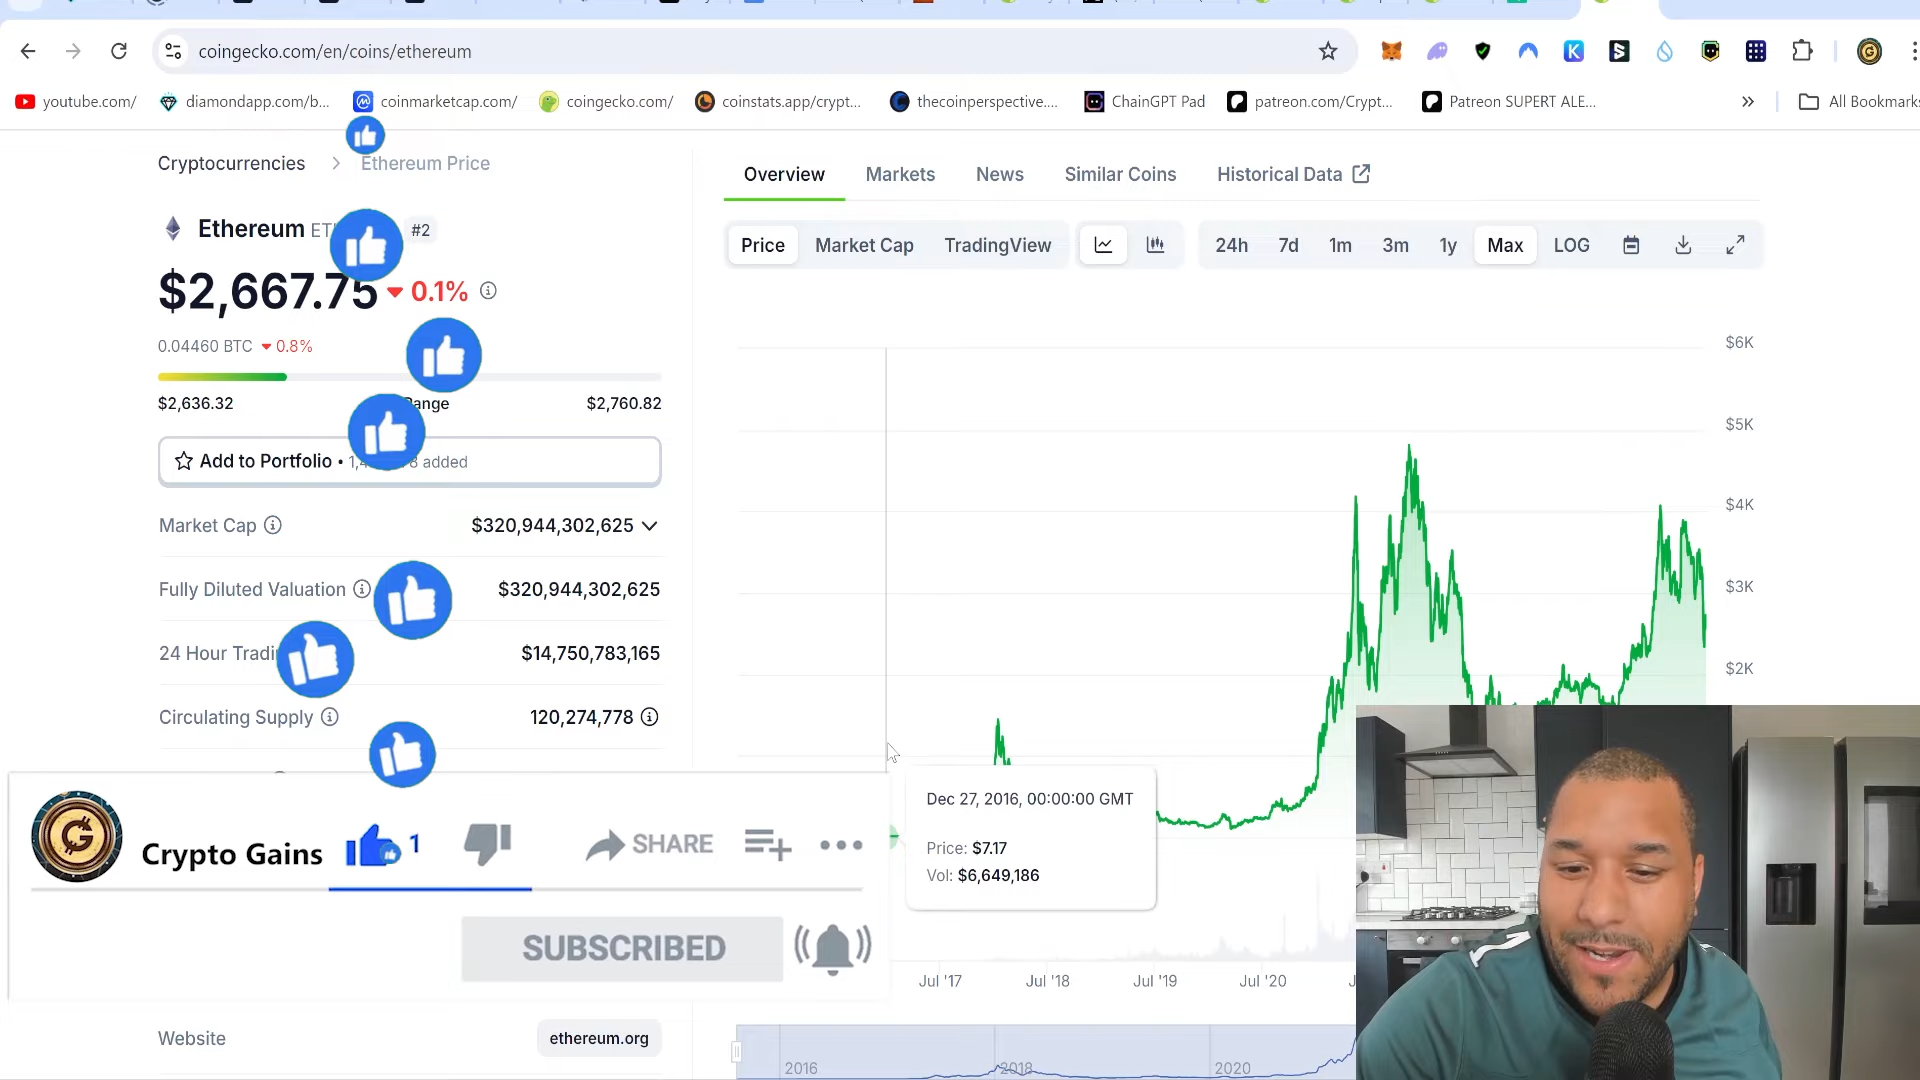 coingecko.com/en/coins/ethereum
youtube.com/
diamondapp.com/b...
coinmarketcap.com/
coingecko.com/
coinstats.app/crypt...
thecoinperspective....
ChainGPT Pad
patreon.com/Crypt...
Patreon SUPERT ALE...
All Bookmarks
Cryptocurrencies
Ethereum Price
Overview
Markets
News
Similar Coins
Historical Data
Ethereum
#2
Price
Market Cap
TradingView
24h
7d
1m
3m
1y
Max
LOG
$2,667.75
0.1%
0.04460 BTC
0.8%
$2,636.32
$2,760.82
Add to Portfolio •
added
Market Cap
$320,944,302,625
Fully Diluted Valuation
$320,944,302,625
24 Hour
$14,750,783,165
Circulating Supply
120,274,778
$6K
$5K
$4K
$3K
$2K
Dec 27, 2016, 00:00:00 GMT
Price: $7.17
Vol: $6,649,186
Crypto Gains
1
SHARE
SUBSCRIBED
Jul '17
Jul '18
Jul '19
Jul '20
Website
ethereum.org
2016
2018
2020